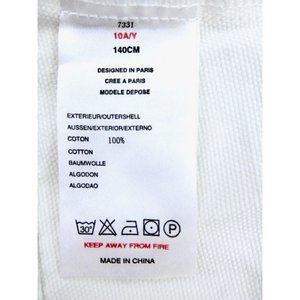 7331
10A/Y
140CM
DESIGNED IN PARIS
CREE A PARIS
MODELE DEPOSE
EXTERIEUR/OUTERSHELL
AUSSEN/EXTERIOR/EXTERNO
COTON 100%
COTTON
BAUMWOLLE
ALGODON
ALGODAO
30° P
KEEP AWAY FROM FIRE
MADE IN CHINA